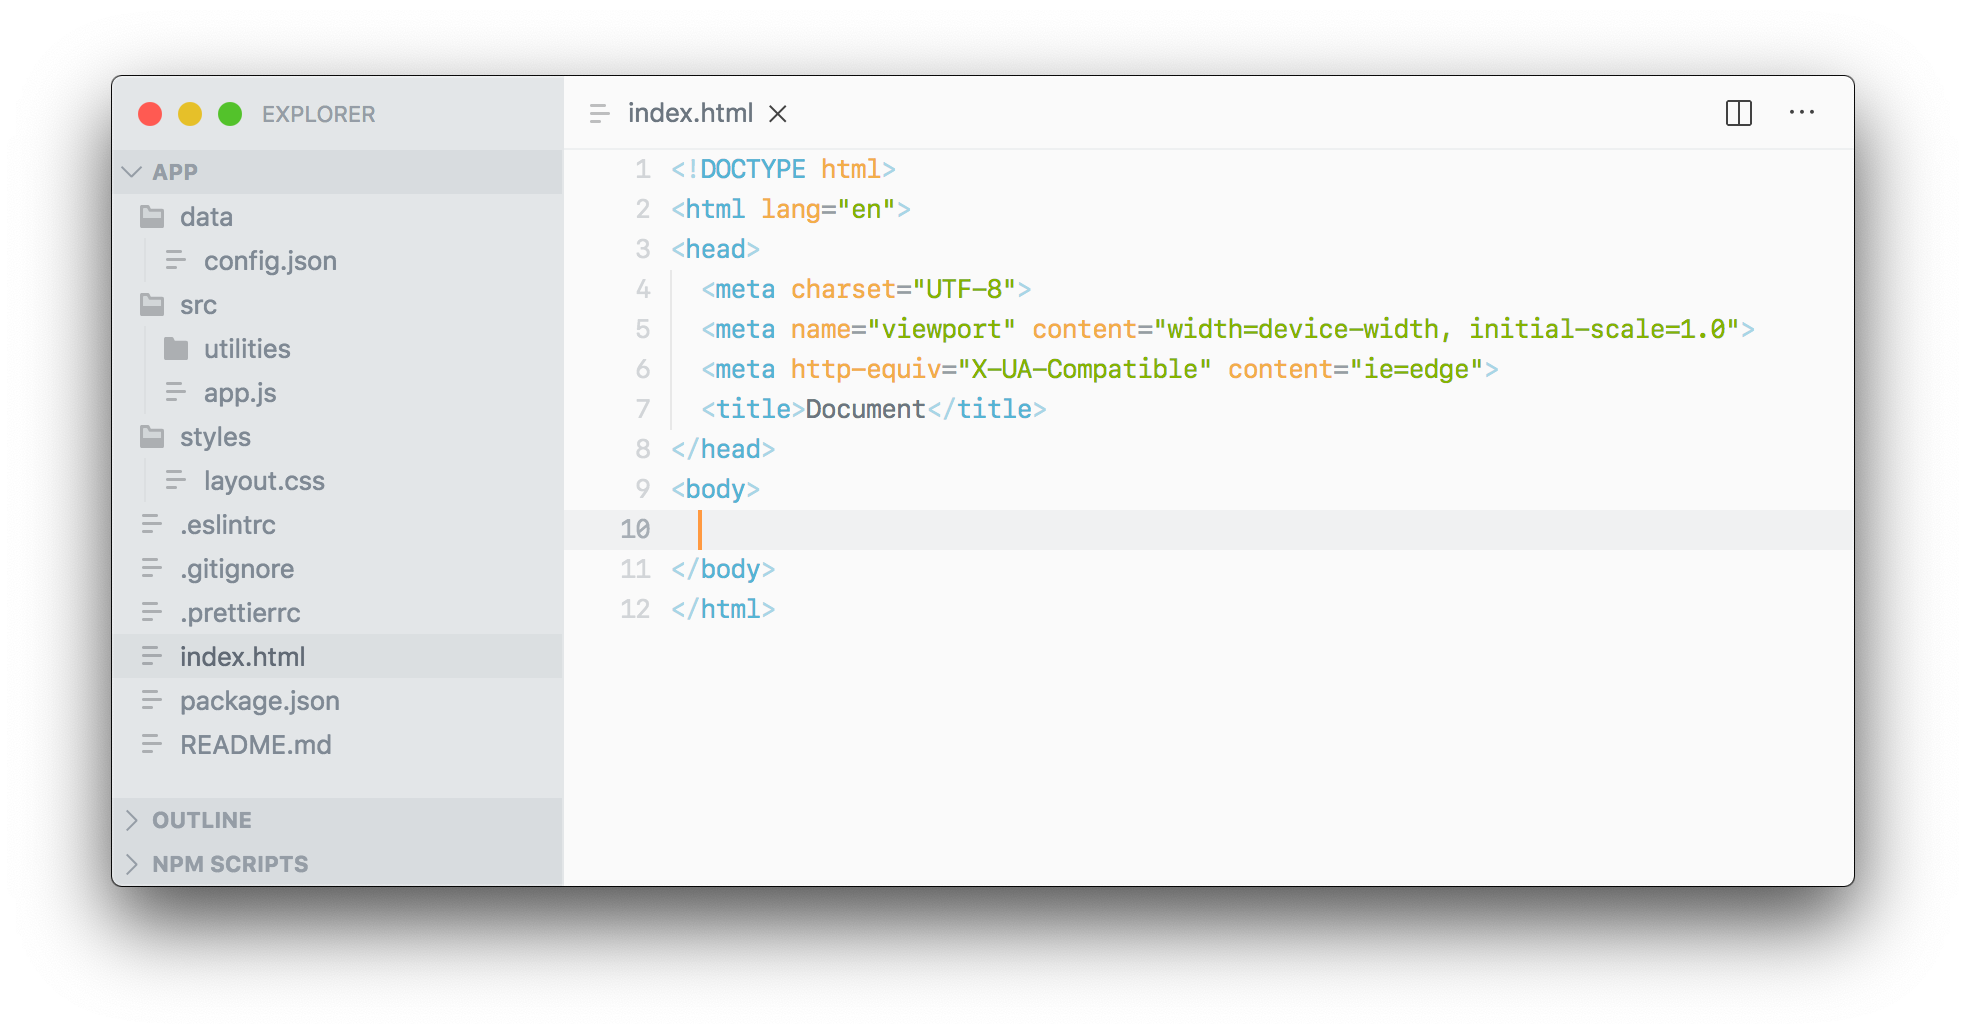 EXPLORER
APP
data
config.json
src
utilities
app.js
styles
layout.css
.eslintrc
.gitignore
.prettierrc
index.html
package.json
README.md
OUTLINE
NPM SCRIPTS
index.html
1 <!DOCTYPE html>
2 <html lang="en">
3 <head>
4   <meta charset="UTF-8">
5   <meta name="viewport" content="width=device-width, initial-scale=1.0">
6   <meta http-equiv="X-UA-Compatible" content="ie=edge">
7   <title>Document</title>
8 </head>
9 <body>
10
11 </body>
12 </html>